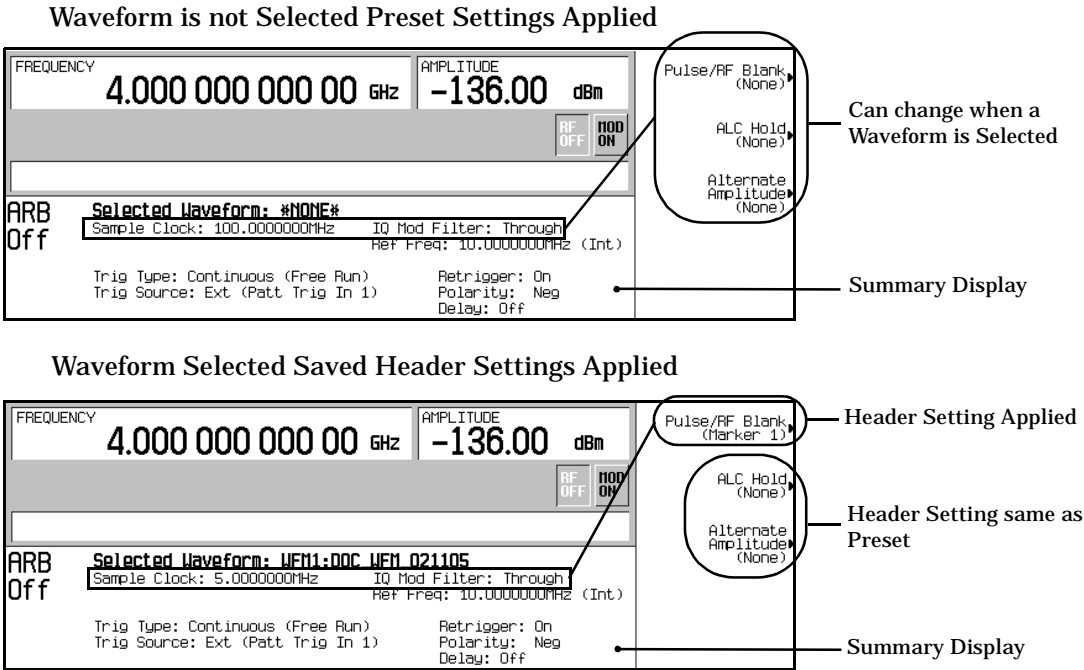 Waveform is not Selected Preset Settings Applied
FREQUENCY
4.000 000 000 00 GHz
AMPLITUDE
-136.00 dBm
RF OFF
MOD ON
Pulse/RF Blank
(None)
ALC Hold
(None)
Alternate
Amplitude
(None)
Can change when a
Waveform is Selected
ARB
Off
Selected Waveform: *NONE*
Sample Clock: 100.0000000MHz IQ Mod Filter: Through
Ref Freq: 10.0000000MHz (Int)
Trig Type: Continuous (Free Run) Retrigger: On
Trig Source: Ext (Patt Trig In 1) Polarity: Neg
Delay: Off
Summary Display
Waveform Selected Saved Header Settings Applied
FREQUENCY
4.000 000 000 00 GHz
AMPLITUDE
-136.00 dBm
RF OFF
MOD ON
Pulse/RF Blank
(Marker 1)
Header Setting Applied
ALC Hold
(None)
Alternate
Amplitude
(None)
Header Setting same as
Preset
ARB
Off
Selected Waveform: WFM1:DOC_WFM_021105
Sample Clock: 5.0000000MHz IQ Mod Filter: Through
Ref Freq: 10.0000000MHz (Int)
Trig Type: Continuous (Free Run) Retrigger: On
Trig Source: Ext (Patt Trig In 1) Polarity: Neg
Delay: Off
Summary Display